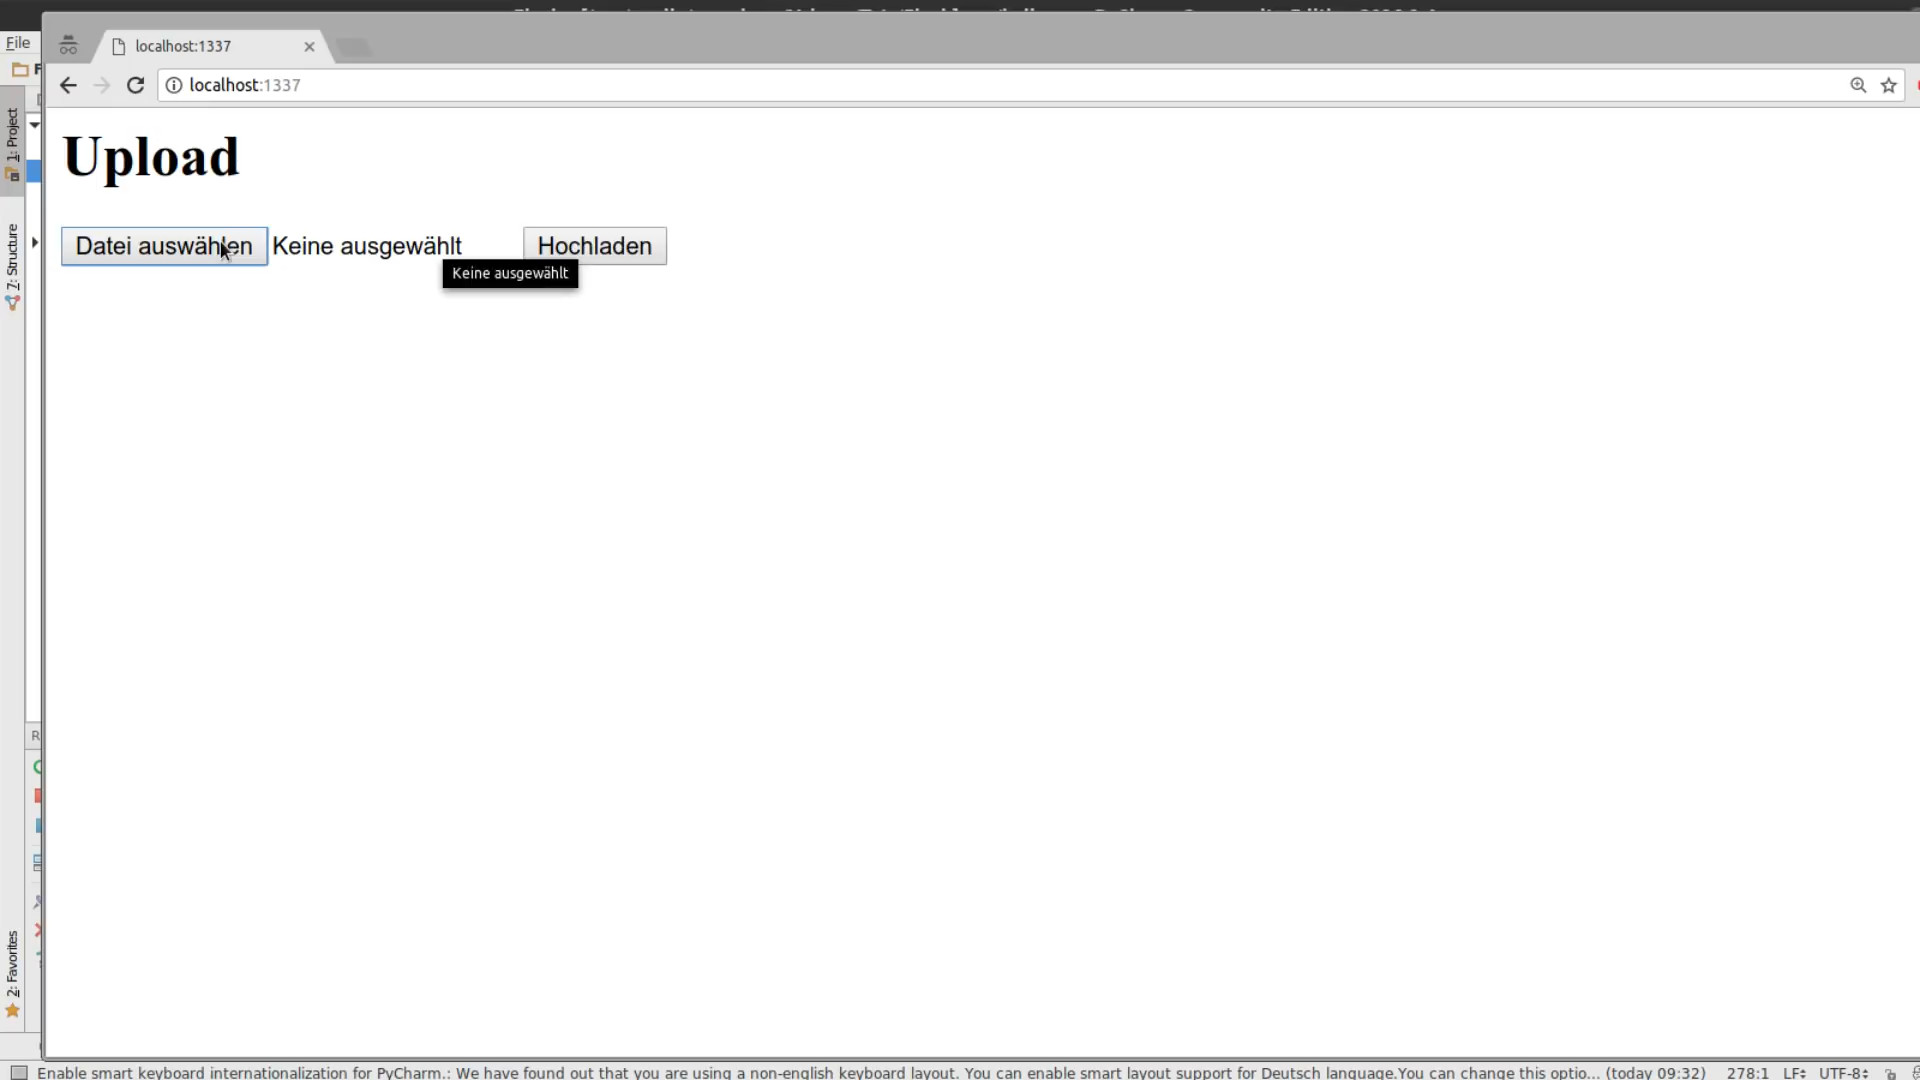 File
localhost:1337
localhost:1337
1: Project
Upload
Datei auswählen Keine ausgewählt Hochladen
Keine ausgewählt
7: Structure
2: Favorites
Enable smart keyboard internationalization for PyCharm.: We have found out that you are using a non-english keyboard layout. You can enable smart layout support for Deutsch language.You can change this optio... (today 09:32) 278:1 LF UTF-8